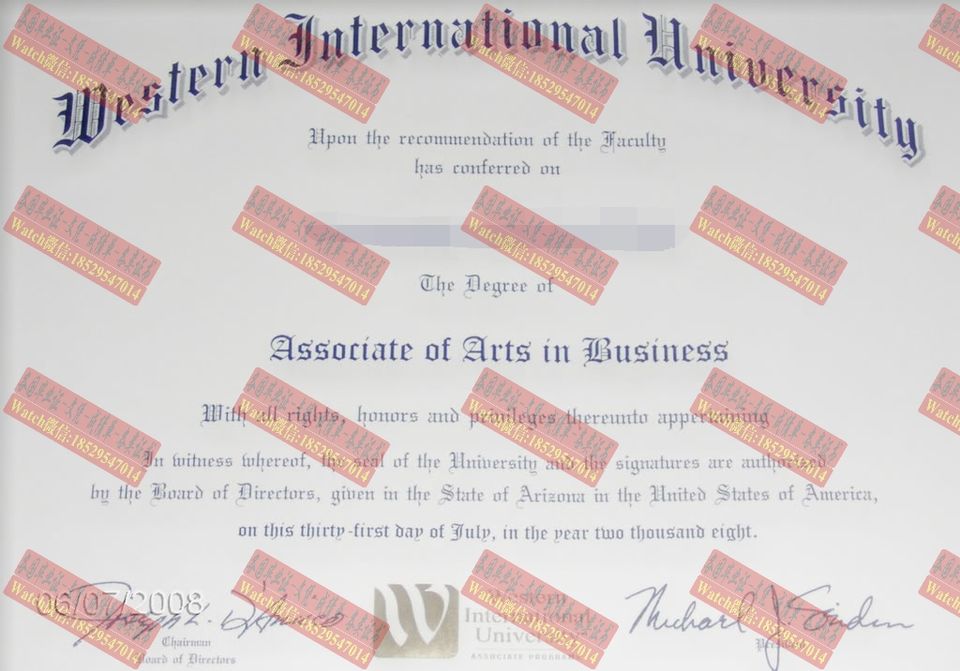 Western International University
Upon the recommendation of the Faculty
has conferred on
The Degree of
Associate of Arts in Business
With all rights, honors and privileges thereunto appertaining
In witness whereof, the seal of the University and the signatures are authorized
by the Board of Directors, given in the State of Arizona in the United States of America,
on this thirty-first day of July, in the year two thousand eight.
06/07/2008
Chairman
Board of Directors
Western
International
University
ASSOCIATE PROGRAM
Michael J.
Watch微信:18529547014